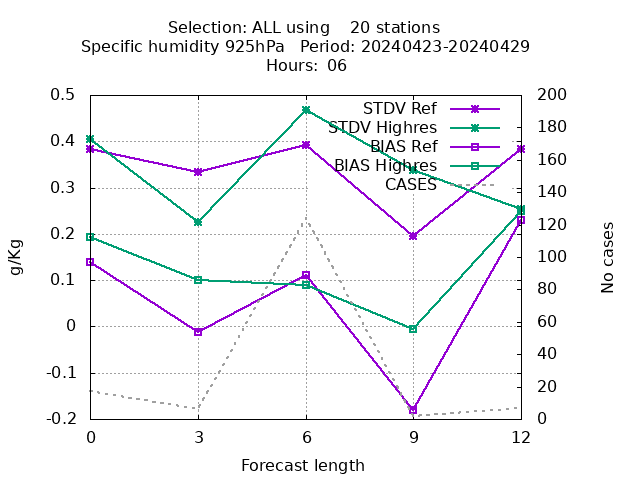 Selection: ALL using    20 stations
Specific humidity 925hPa   Period: 20240423-20240429
Hours: 06
STDV Ref
STDV Highres
BIAS Ref
BIAS Highres
CASES
g/Kg
0.5
0.4
0.3
0.2
0.1
0
-0.1
-0.2
No cases
200
180
160
140
120
100
80
60
40
20
0
0 3 6 9 12
Forecast length